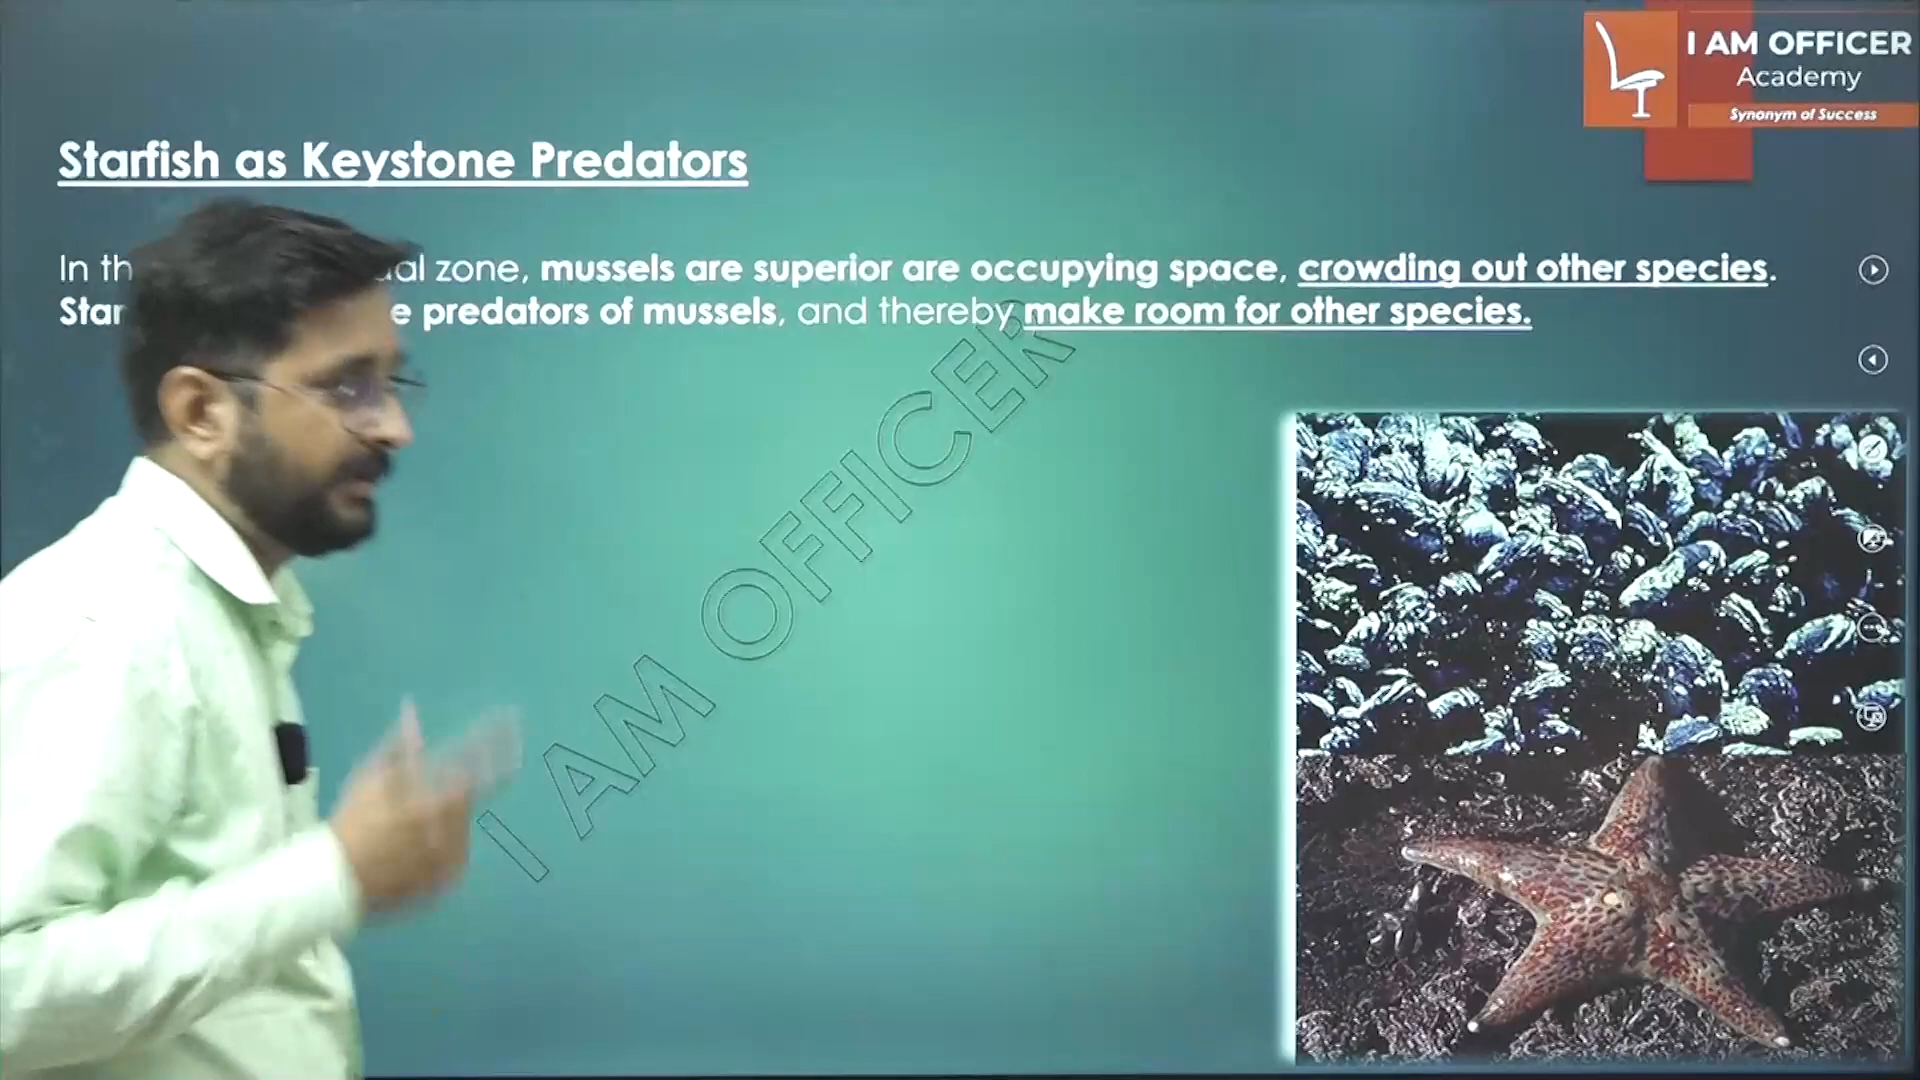 I AM OFFICER
Academy
Synonym of Success
Starfish as Keystone Predators
In th al zone, mussels are superior are occupying space, crowding out other species.
Star e predators of mussels, and thereby make room for other species.
I AM OFFICER